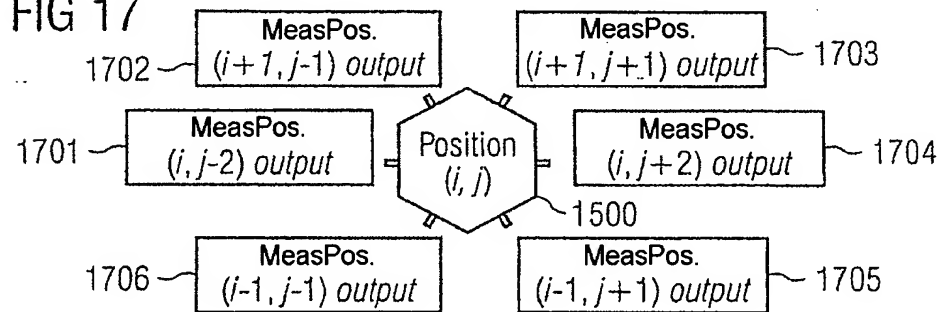 FIG 17
MeasPos.
(i+1, j-1) output
1702
MeasPos.
(i+1, j+1) output
1703
1701
MeasPos.
(i, j-2) output
Position
(i, j)
MeasPos.
(i, j+2) output
1704
1500
1706
MeasPos.
(i-1, j-1) output
MeasPos.
(i-1, j+1) output
1705